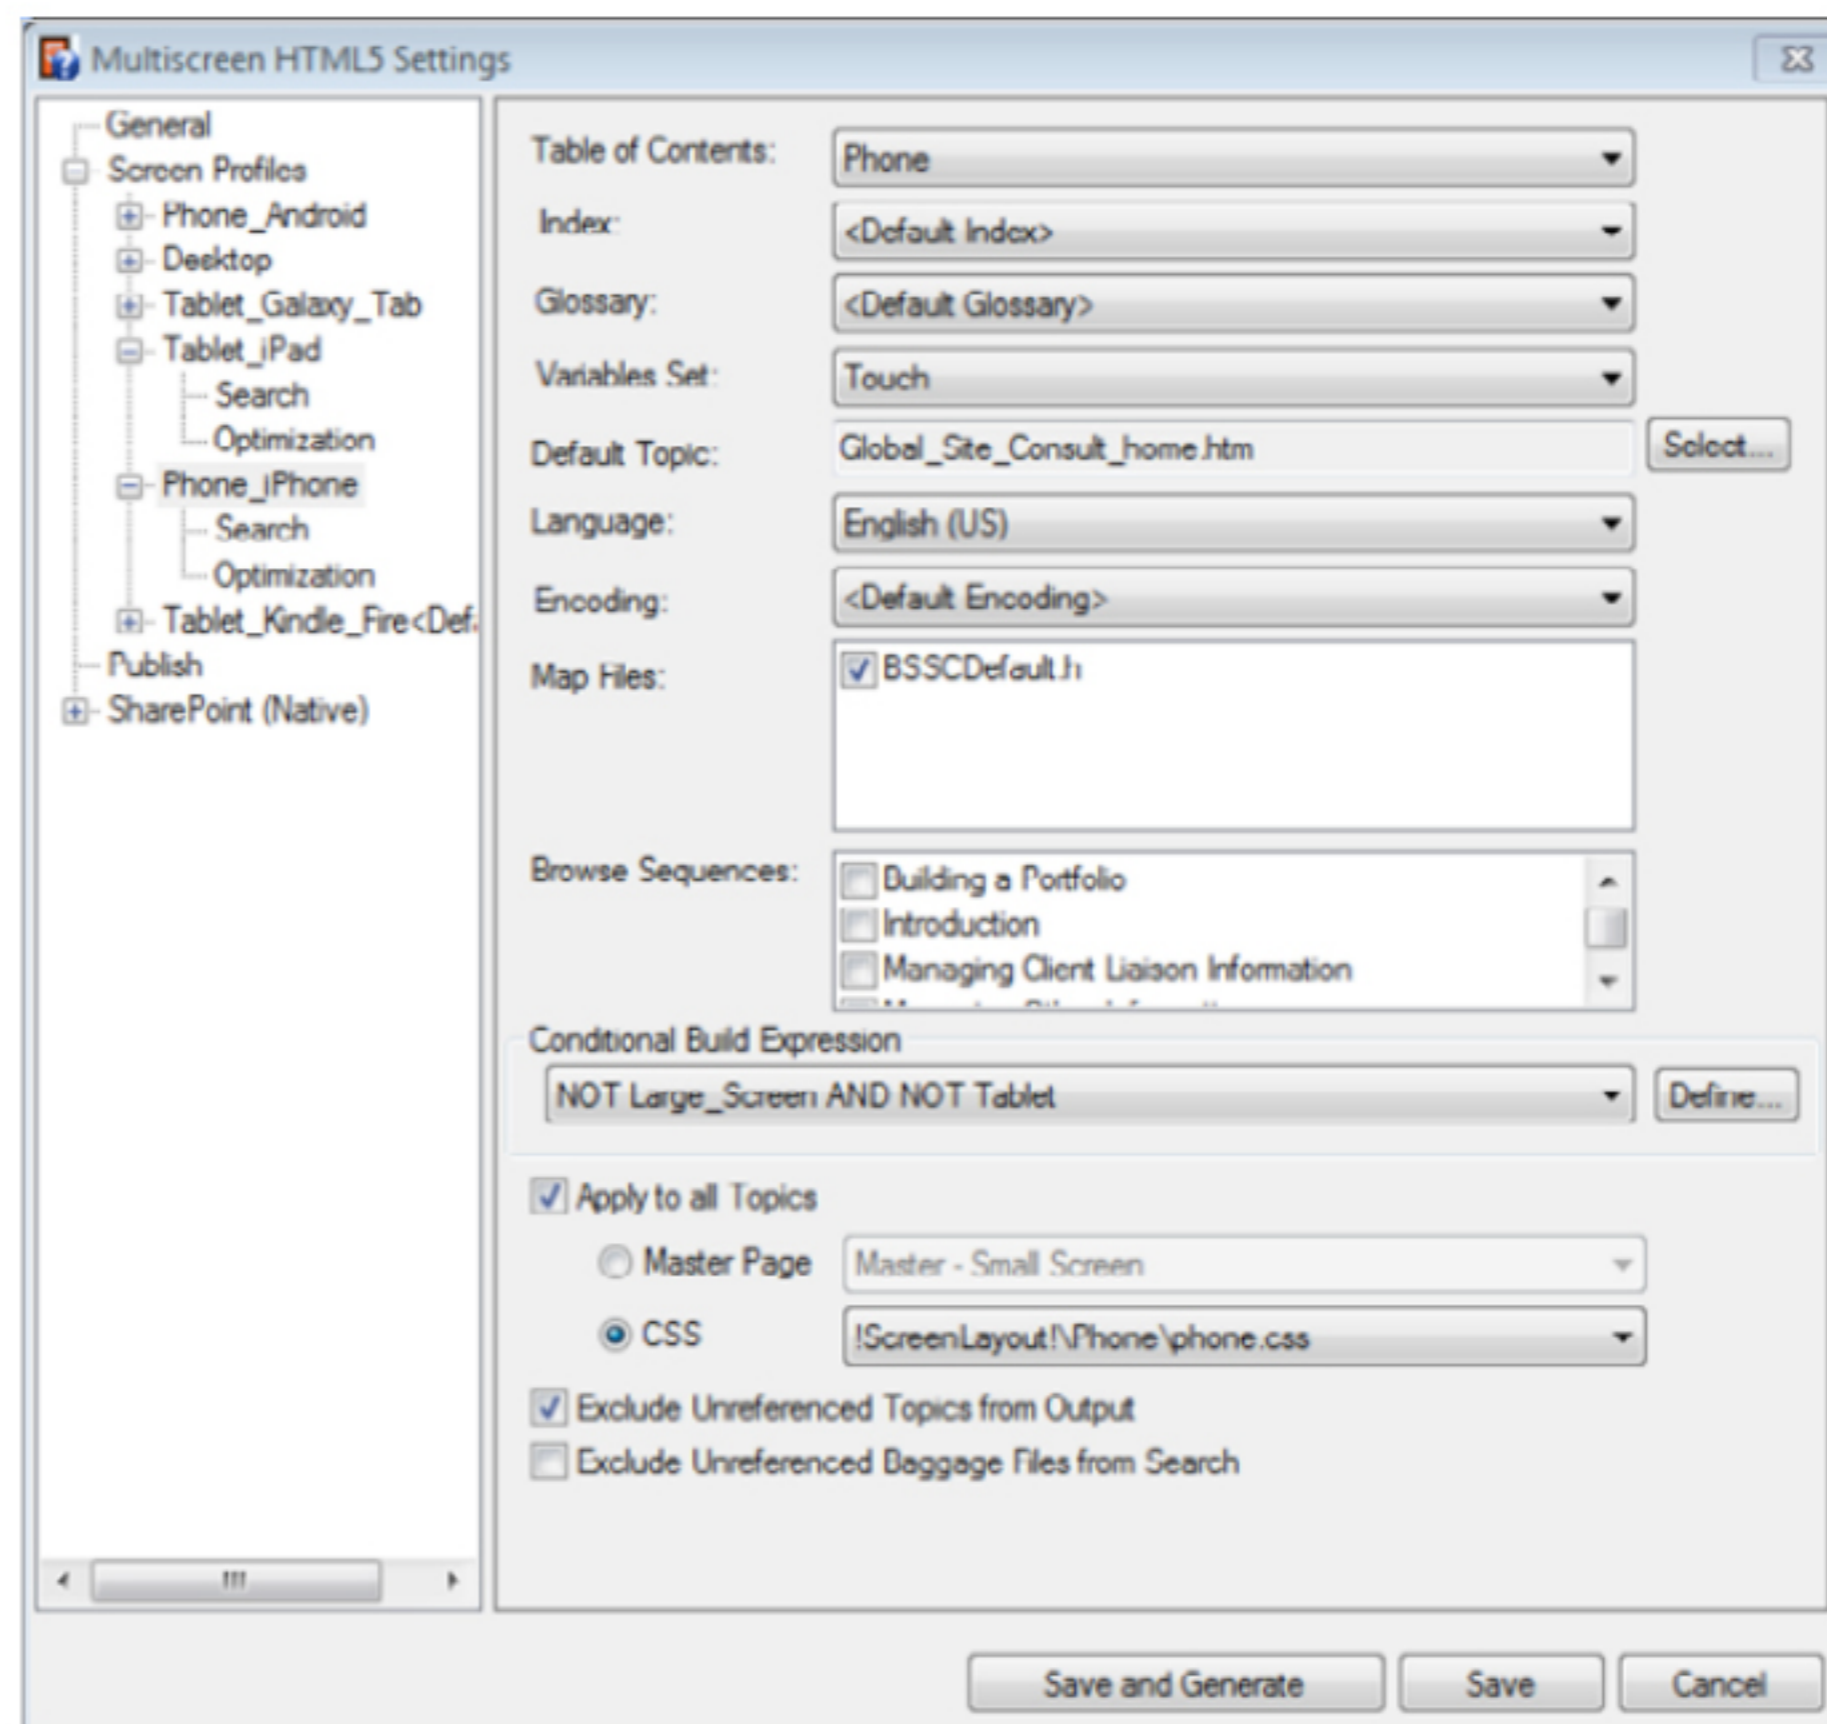 Multiscreen HTML5 Settings
General
Screen Profiles
Phone_Android
Desktop
Tablet_Galaxy_Tab
Tablet_iPad
Search
Optimization
Phone_iPhone
Search
Optimization
Tablet_Kindle_Fire<Def
Publish
SharePoint (Native)
Table of Contents: Phone
Index: <Default Index>
Glossary: <Default Glossary>
Variables Set: Touch
Default Topic: Global_Site_Consult_home.htm Select...
Language: English (US)
Encoding: <Default Encoding>
Map Files: BSSCDefault.h
Browse Sequences: Building a Portfolio
Introduction
Managing Client Liaison Information
Conditional Build Expression
NOT Large_Screen AND NOT Tablet Define...
Apply to all Topics
Master Page Master - Small Screen
CSS !ScreenLayout!\Phone\phone.css
Exclude Unreferenced Topics from Output
Exclude Unreferenced Baggage Files from Search
Save and Generate Save Cancel